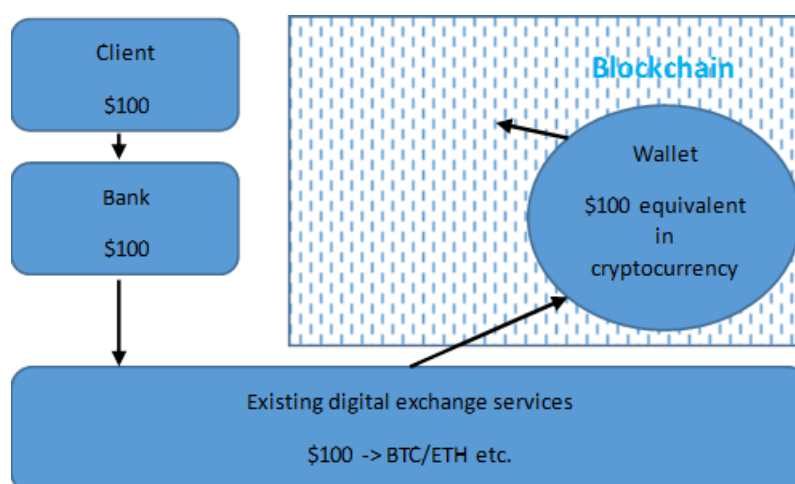 Client
$100
Bank
$100
Blockchain
Wallet
$100 equivalent
in
cryptocurrency
Existing digital exchange services
$100 -> BTC/ETH etc.